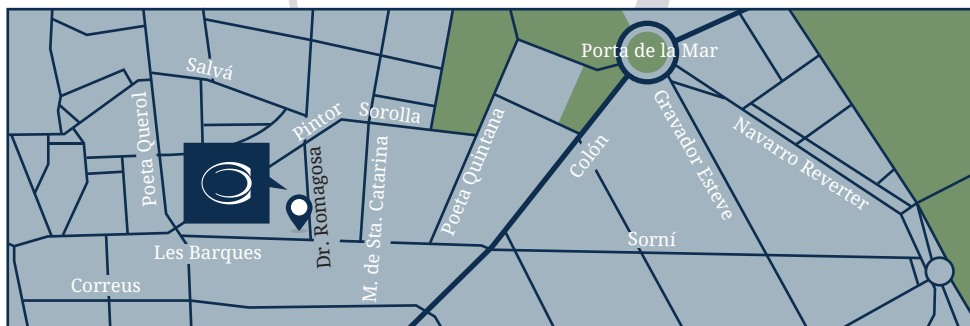 Porta de la Mar
Salvá
Pintor Sorolla
Poeta Querol
Dr. Romagosa
M. de Sta. Catarina
Poeta Quintana
Colón
Gravador Esteve
Navarro Reverter
Les Barques
Sorní
Correus